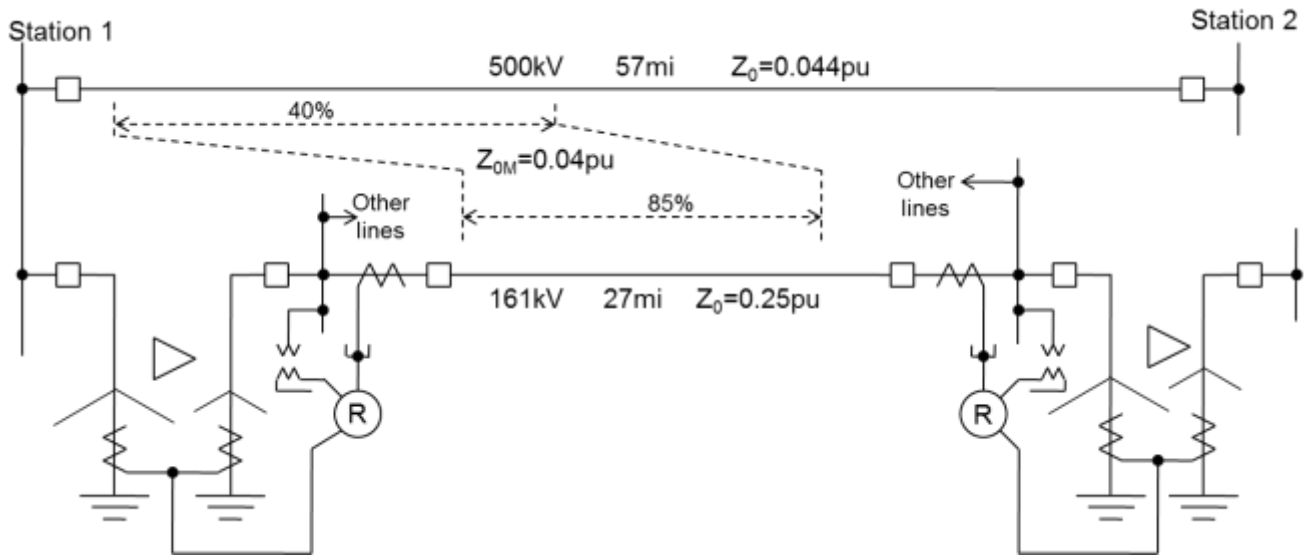 Station 1
Station 2
500kV 57mi Z₀=0.044pu
40%
Z₀M=0.04pu
Other
lines
85%
Other
lines
161kV 27mi Z₀=0.25pu
R
R